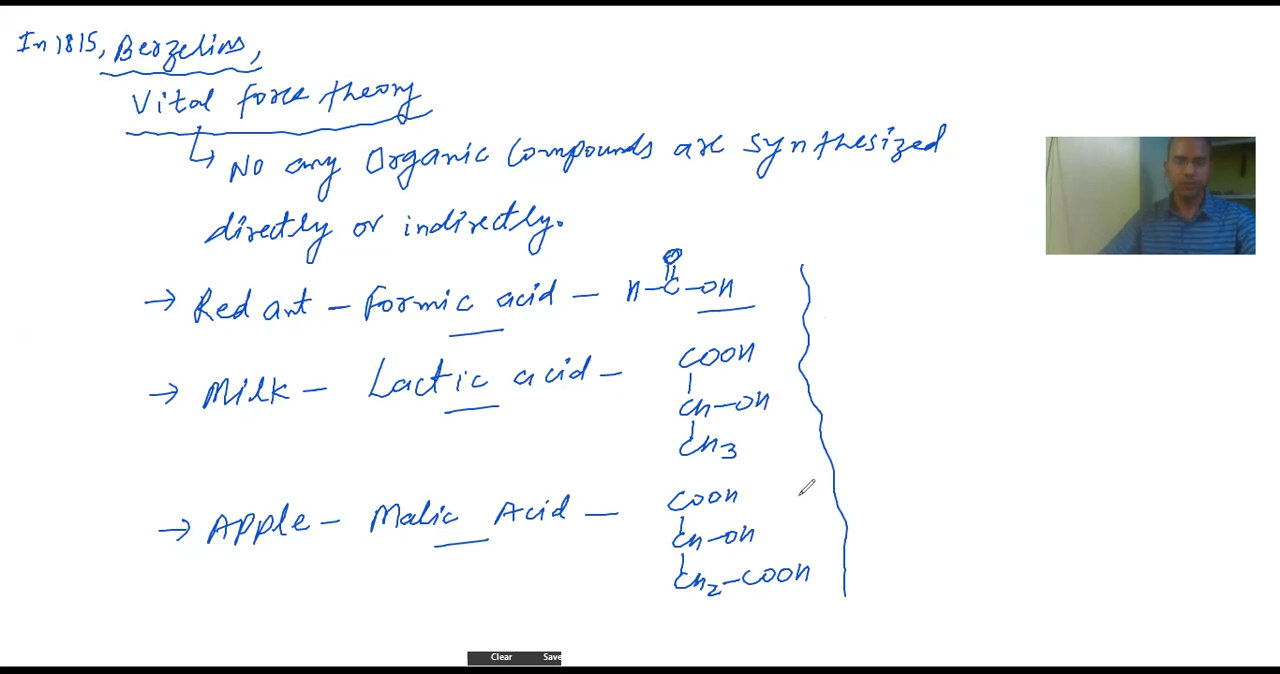 In 1815, Berzelius,
Vital force theory
↳ No any Organic Compounds are synthesized
directly or indirectly.
→ Red ant – Formic acid – H–C–OH
O
→ Milk – Lactic acid – COOH
CH–OH
CH3
→ Apple – Malic Acid – COOH
CH–OH
CH2–COOH
Clear Save